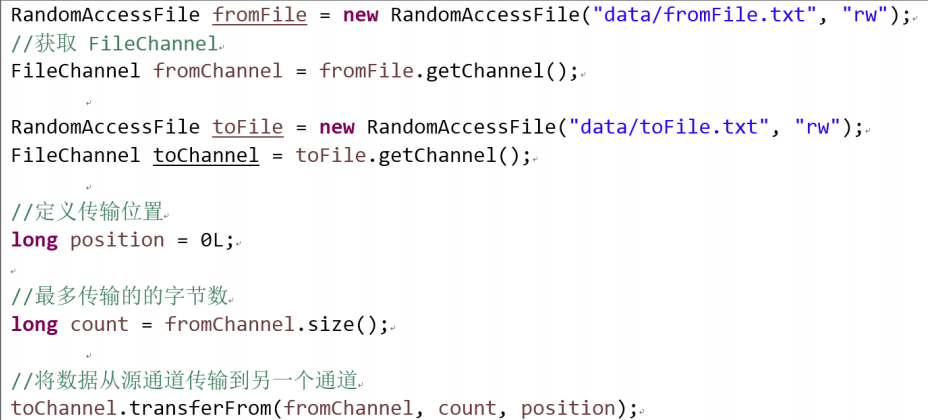 RandomAccessFile fromFile = new RandomAccessFile("data/fromFile.txt", "rw");
//获取 FileChannel
FileChannel fromChannel = fromFile.getChannel();
RandomAccessFile toFile = new RandomAccessFile("data/toFile.txt", "rw");
FileChannel toChannel = toFile.getChannel();
//定义传输位置
long position = 0L;
//最多传输的的字节数
long count = fromChannel.size();
//将数据从源通道传输到另一个通道
toChannel.transferFrom(fromChannel, count, position);